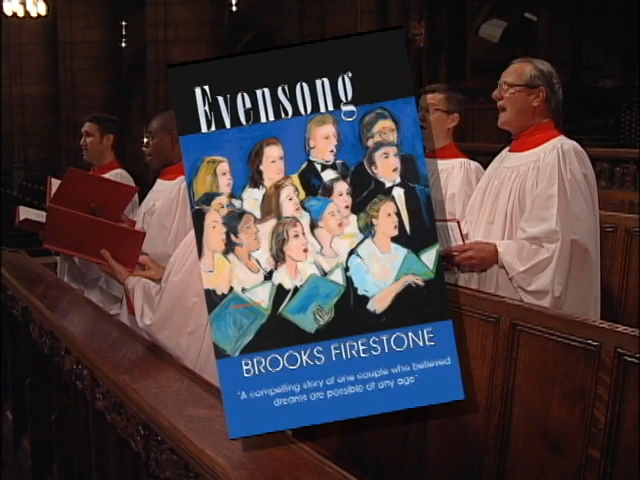 Evensong
BROOKS FIRESTONE
"A compelling story of one couple who believed
dreams are possible at any age"